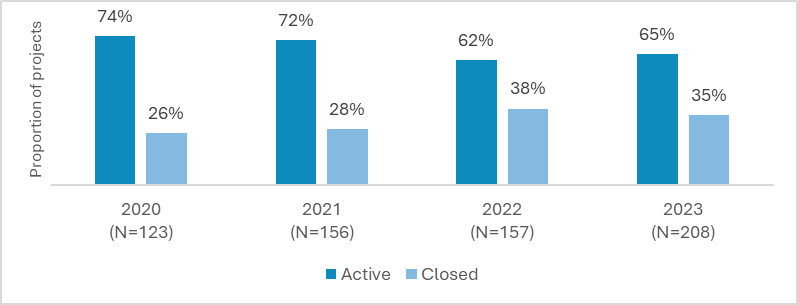 Proportion of projects
74%
26%
72%
28%
62%
38%
65%
35%
2020
(N=123)
2021
(N=156)
2022
(N=157)
2023
(N=208)
Active
Closed